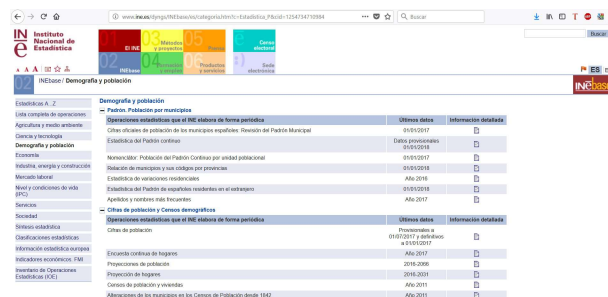 www.ine.es/dyngs/INEbase/es/categoria.htm?c=Estadistica_P&cid=1254734710984
Buscar
IN E
Instituto Nacional de Estadística
01 El INE
03 Métodos y proyectos
05 Prensa
Censo electoral
02 INEbase
04 Formación y empleo
Productos y servicios
Sede electrónica
Buscar
A A A
ES
02 INEbase / Demografía y población
INEbase
Estadísticas A...Z
Lista completa de operaciones
Agricultura y medio ambiente
Ciencia y tecnología
Demografía y población
Economía
Industria, energía y construcción
Mercado laboral
Nivel y condiciones de vida (IPC)
Servicios
Sociedad
Síntesis estadística
Clasificaciones estadísticas
Información estadística europea
Indicadores económicos. FMI
Inventario de Operaciones Estadísticas (IOE)
Demografía y población
Padrón. Población por municipios
Operaciones estadísticas que el INE elabora de forma periódica Últimos datos Información detallada
Cifras oficiales de población de los municipios españoles: Revisión del Padrón Municipal 01/01/2017
Estadística del Padrón continuo Datos provisionales 01/01/2018
Nomenclátor: Población del Padrón Continuo por unidad poblacional 01/01/2017
Relación de municipios y sus códigos por provincias 01/01/2018
Estadística de variaciones residenciales Año 2016
Estadística del Padrón de españoles residentes en el extranjero 01/01/2018
Apellidos y nombres más frecuentes Año 2017
Cifras de población y Censos demográficos
Operaciones estadísticas que el INE elabora de forma periódica Últimos datos Información detallada
Cifras de población Provisionales a 01/07/2017 y definitivos a 01/01/2017
Encuesta continua de hogares Año 2017
Proyecciones de población 2016-2066
Proyección de hogares 2016-2031
Censos de población y viviendas Año 2011
Alteraciones de los municipios en los Censos de Población desde 1842 Año 2011